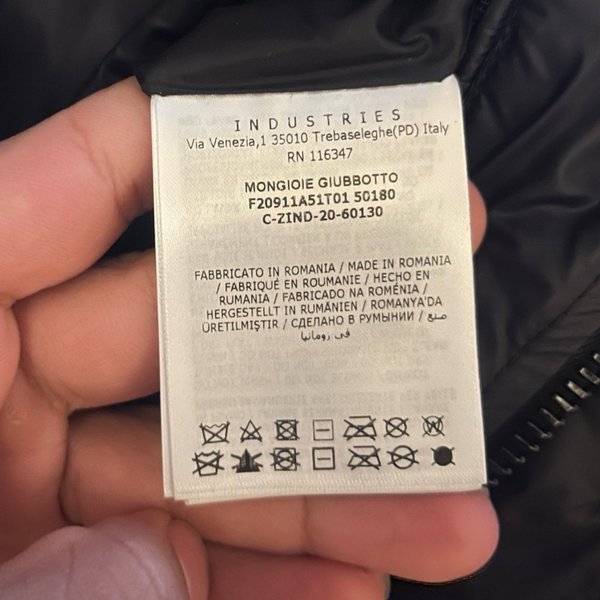 INDUSTRIES
Via Venezia,1 35010 Trebaseleghe(PD) Italy
RN 116347
MONGIOIE GIUBBOTTO
F20911A51T01 50180
C-ZIND-20-60130
FABBRICATO IN ROMANIA / MADE IN ROMANIA
/ FABRIQUÉ EN ROUMANIE / HECHO EN
RUMANIA / FABRICADO NA ROMÉNIA /
HERGESTELLT IN RUMÄNIEN / ROMANYA'DA
ÜRETILMIŞTIR / СДЕЛАНО В РУМЫНИИ / صنع
في رومانيا